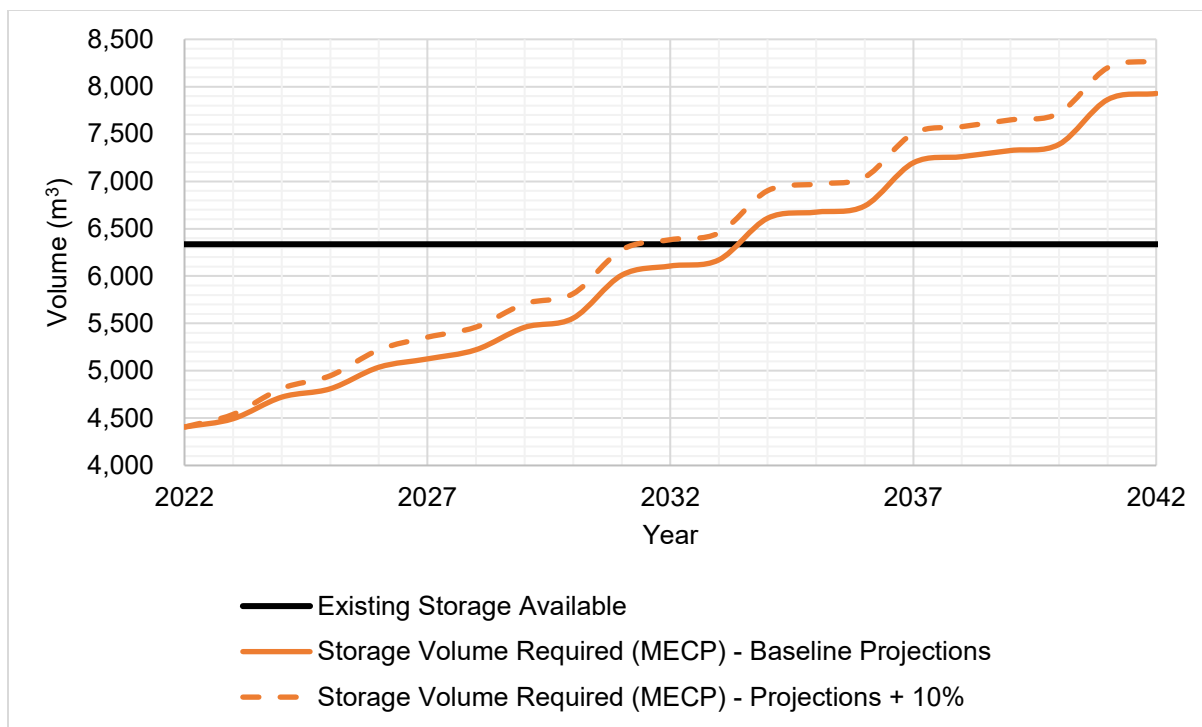 8,500
8,000
7,500
7,000
6,500
6,000
5,500
5,000
4,500
4,000
Volume (m³)
2022 2027 2032 2037 2042
Year
Existing Storage Available
Storage Volume Required (MECP) - Baseline Projections
Storage Volume Required (MECP) - Projections + 10%